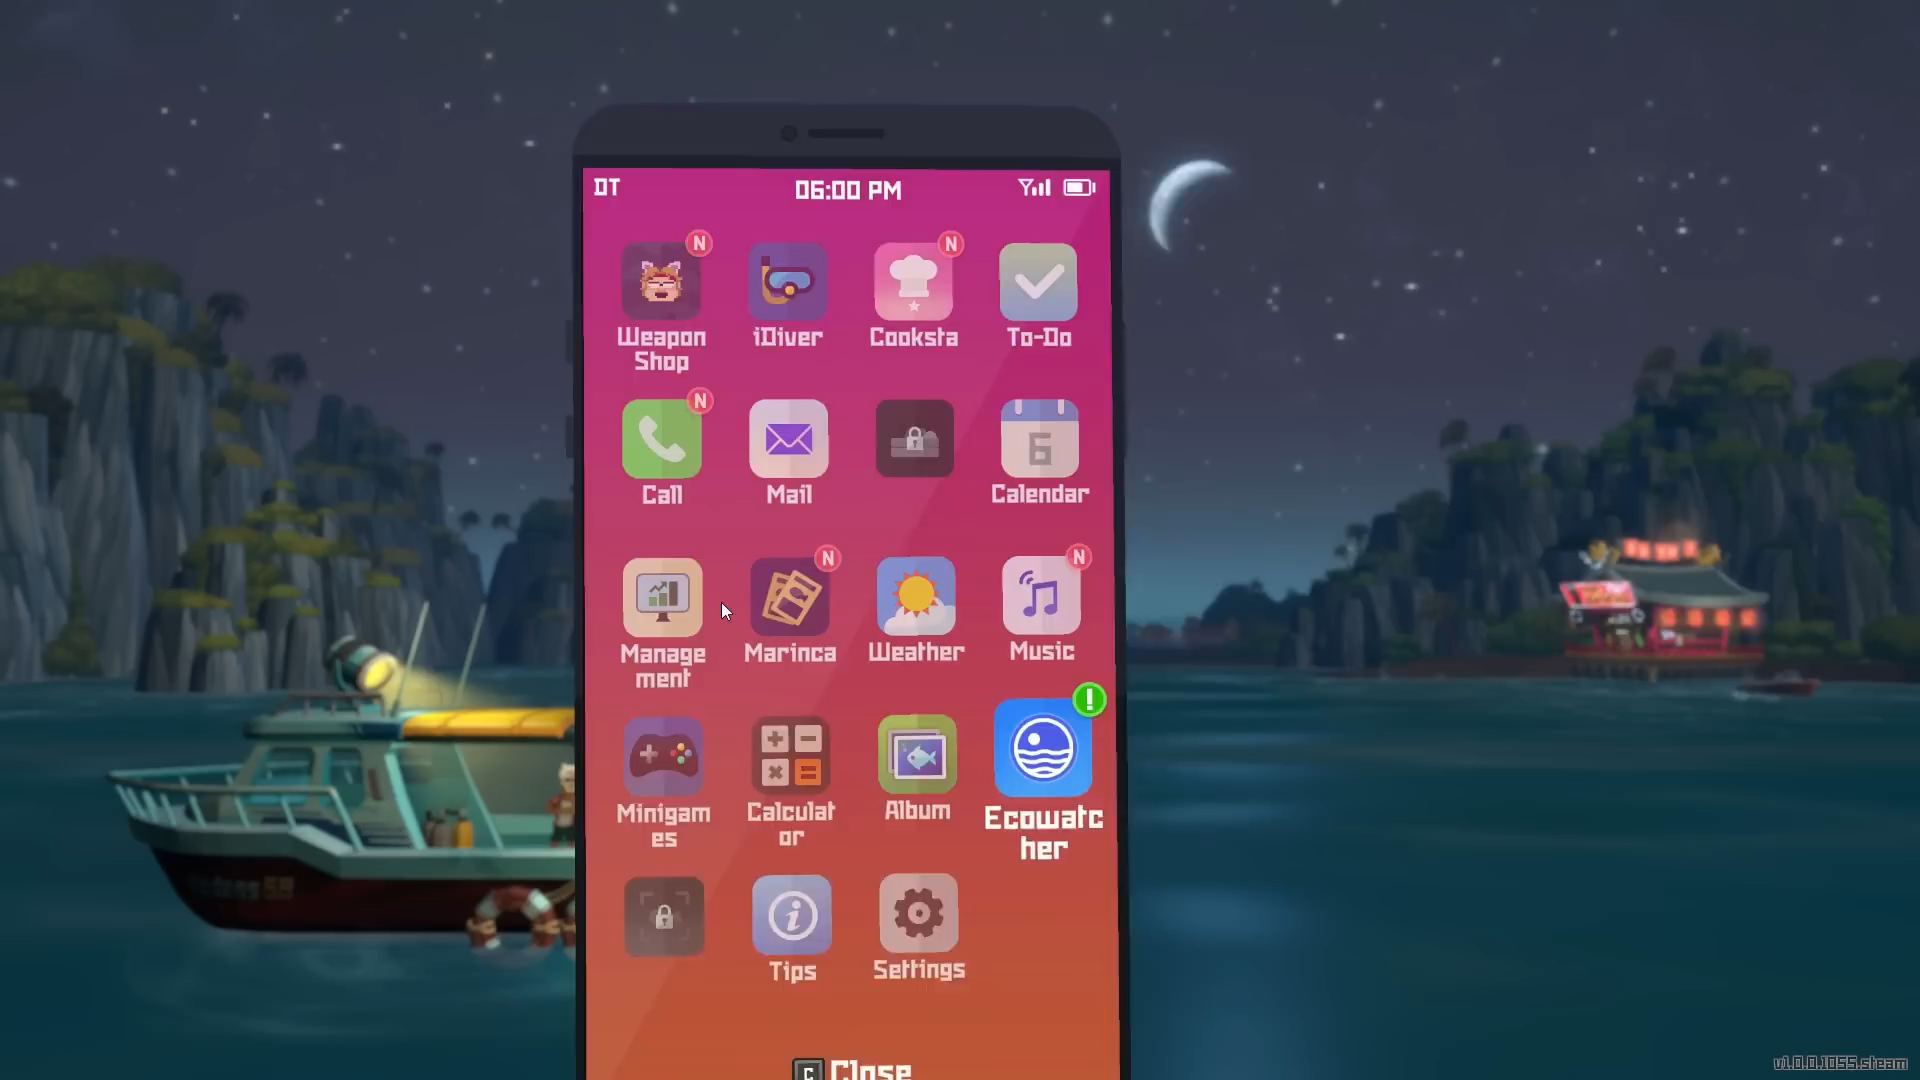 DT
06:00 PM
N
N
Weapon
Shop
iDiver
Cooksta
To-Do
N
6
Call
Mail
Calendar
N
N
Manage
ment
Marinca
Weather
Music
!
Minigam
es
Calculat
or
Album
Ecowatc
her
Tips
Settings
C Close
v1.0.0.1055.steam